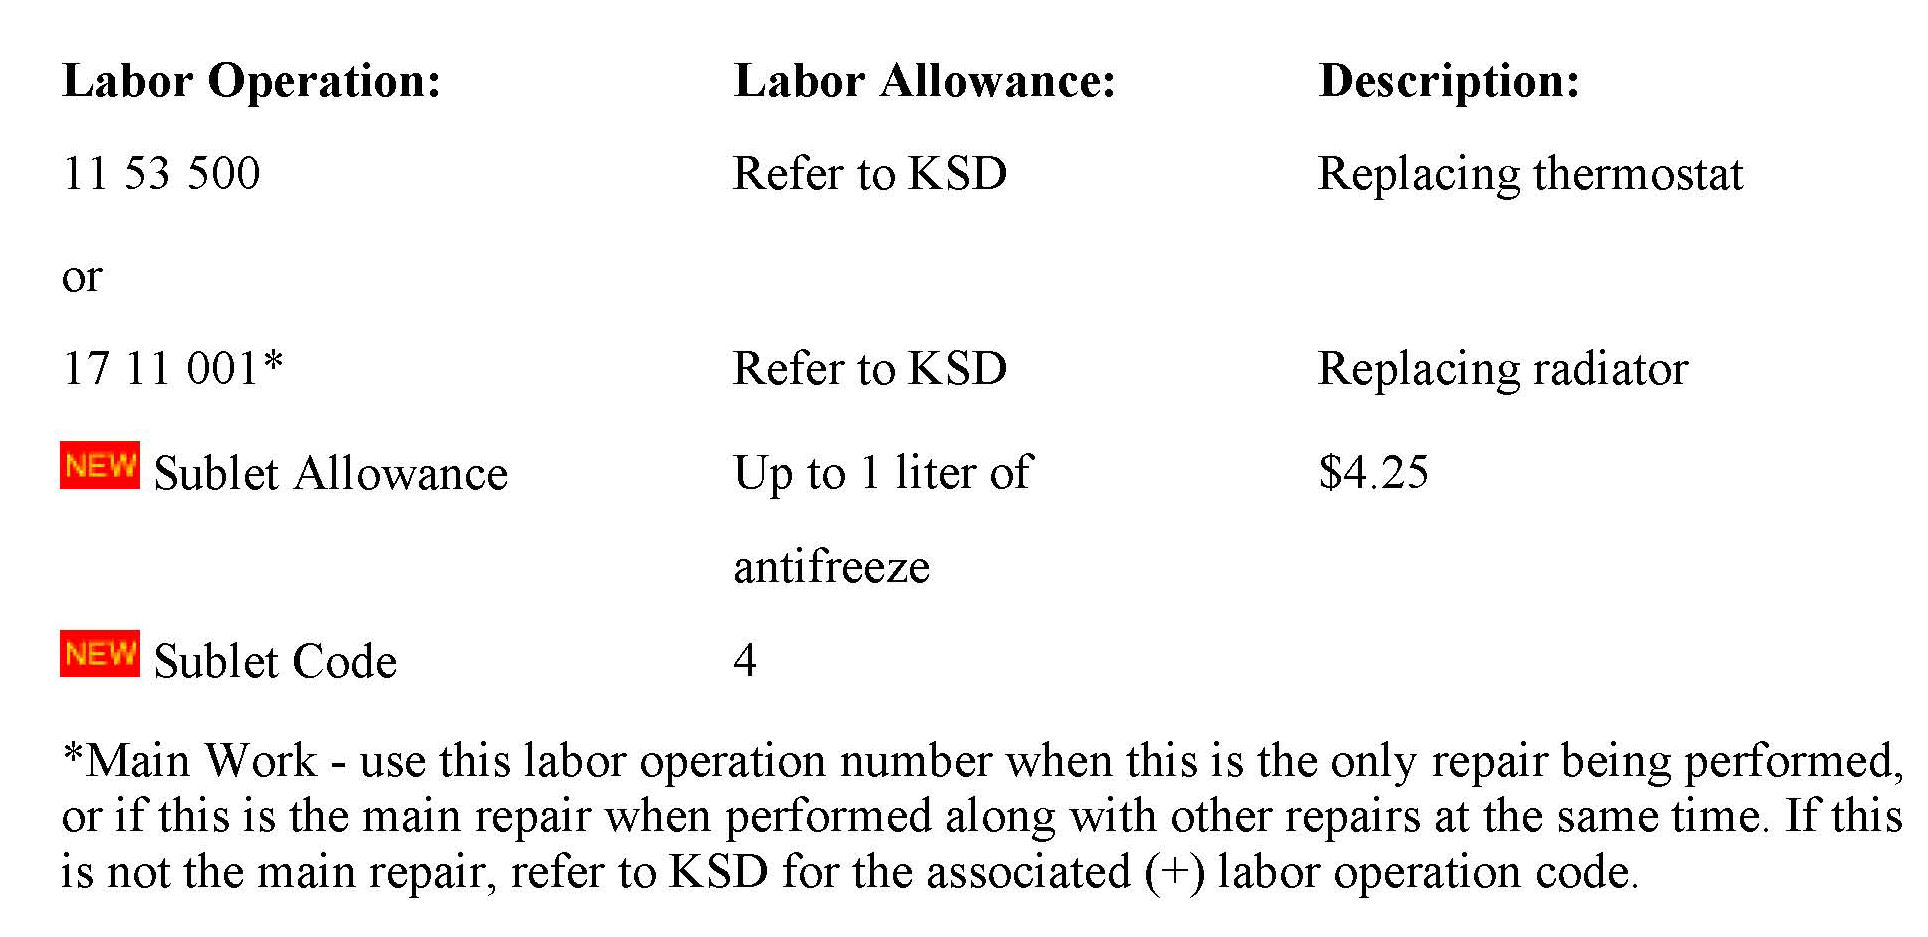 Labor Operation: Labor Allowance: Description:
11 53 500 Refer to KSD Replacing thermostat
or
17 11 001* Refer to KSD Replacing radiator
NEW Sublet Allowance Up to 1 liter of $4.25
antifreeze
NEW Sublet Code 4
*Main Work - use this labor operation number when this is the only repair being performed,
or if this is the main repair when performed along with other repairs at the same time. If this
is not the main repair, refer to KSD for the associated (+) labor operation code.